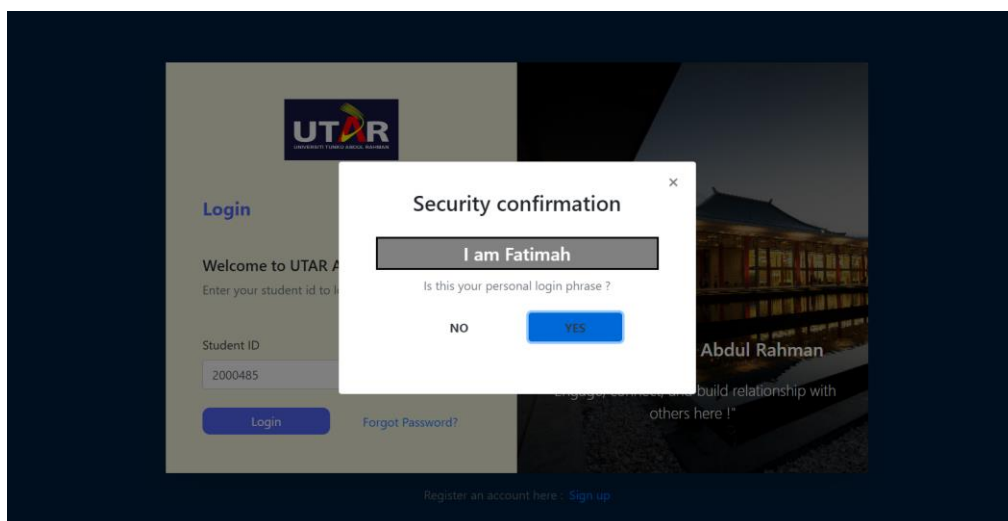 UTAR
UNIVERSITI TUNKU ABDUL RAHMAN
Login
Welcome to UTAR A
Enter your student id to l
Student ID
2000485
Login
Forgot Password?
×
Security confirmation
I am Fatimah
Is this your personal login phrase ?
NO
YES
Abdul Rahman
build relationship with
others here !"
Register an account here : Sign up